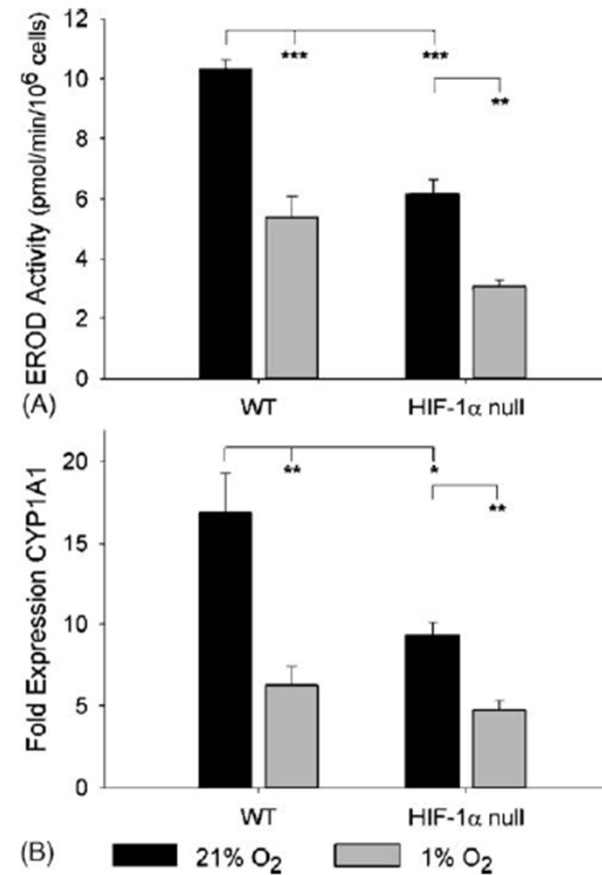 EROD Activity (pmol/min/10⁶ cells)
12
10
8
6
4
2
0
***
***
**
WT
HIF-1α null
(A)
Fold Expression CYP1A1
20
15
10
5
0
**
*
**
WT
HIF-1α null
(B)
21% O₂
1% O₂